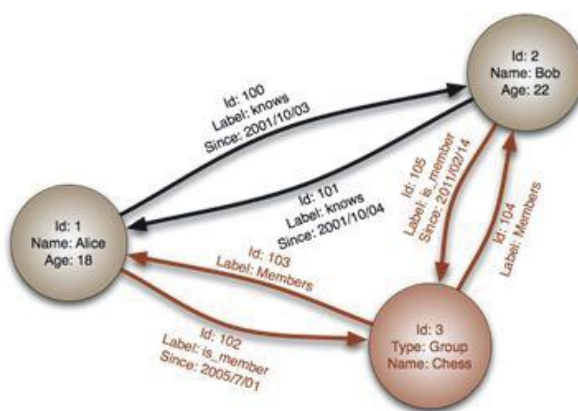 Id: 2
Name: Bob
Age: 22
Id: 100
Label: knows
Since: 2001/10/03
Id: 101
Label: knows
Since: 2001/10/04
Id: 105
Label: is_member
Since: 2011/02/14
Id: 104
Label: Members
Id: 1
Name: Alice
Age: 18
Id: 103
Label: Members
Id: 102
Label: is_member
Since: 2005/7/01
Id: 3
Type: Group
Name: Chess